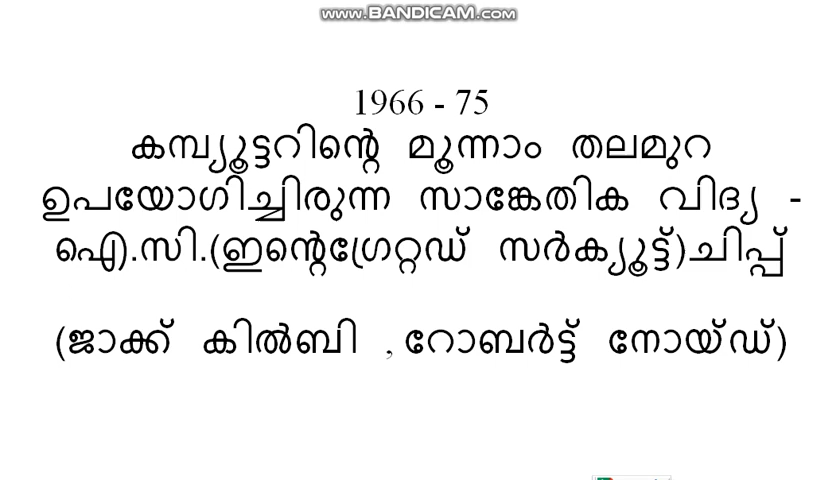 www.BANDICAM.com
1966 - 75
കമ്പ്യൂട്ടറിന്റെ മൂന്നാം തലമുറ
ഉപയോഗിച്ചിരുന്ന സാങ്കേതിക വിദ്യ -
ഐ.സി.(ഇന്റെഗ്രേറ്റഡ് സർക്യൂട്ട്)ചിപ്പ്
(ജാക്ക് കിൽബി ,റോബർട്ട് നോയ്ഡ്)